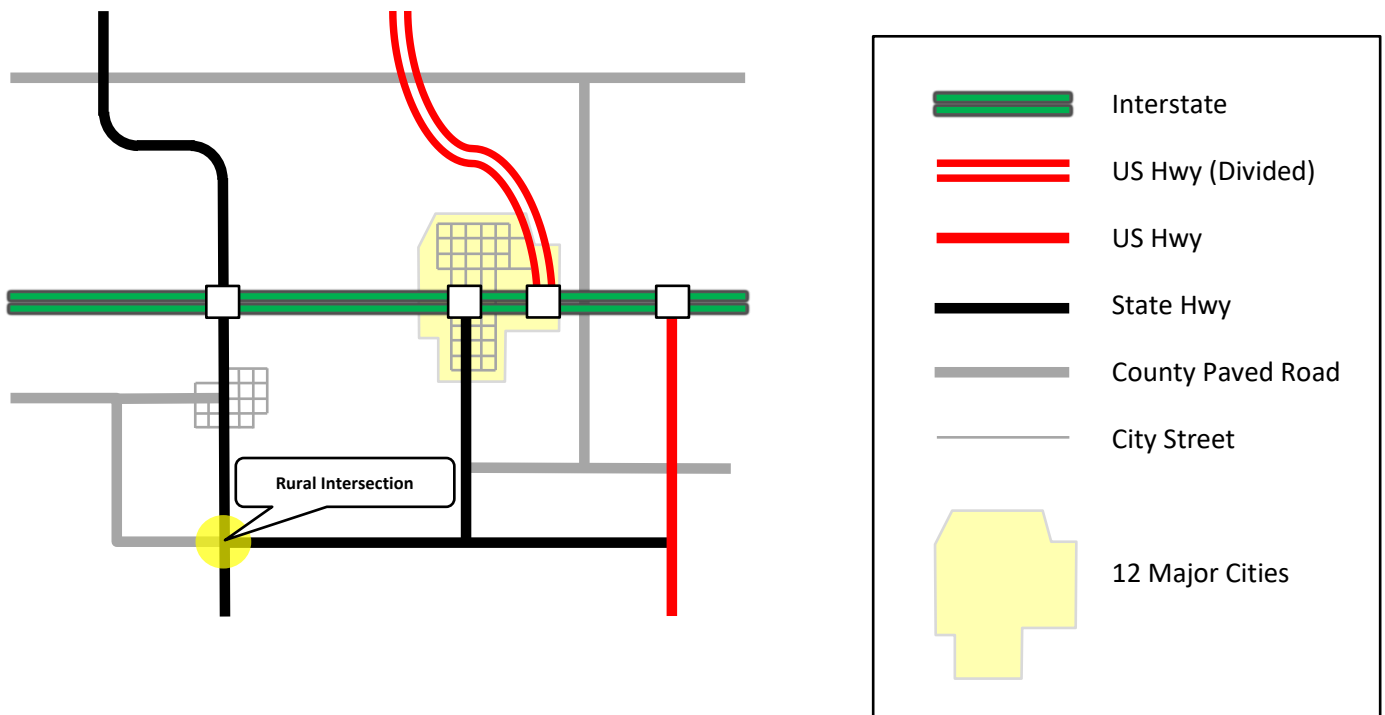 Rural Intersection
Interstate
US Hwy (Divided)
US Hwy
State Hwy
County Paved Road
City Street
12 Major Cities